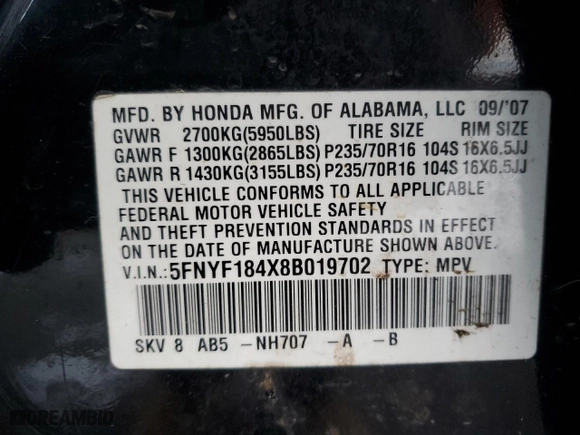 MFD. BY HONDA MFG. OF ALABAMA, LLC 09/'07
GVWR 2700KG(5950LBS) TIRE SIZE RIM SIZE
GAWR F 1300KG(2865LBS) P235/70R16 104S 16X6.5JJ
GAWR R 1430KG(3155LBS) P235/70R16 104S 16X6.5JJ
THIS VEHICLE CONFORMS TO ALL APPLICABLE
FEDERAL MOTOR VEHICLE SAFETY
AND THEFT PREVENTION STANDARDS IN EFFECT
ON THE DATE OF MANUFACTURE SHOWN ABOVE.
V.I.N.: 5FNYF184X8B019702 TYPE: MPV
SKV 8 AB5 -NH707 -A -B
DREAMBID